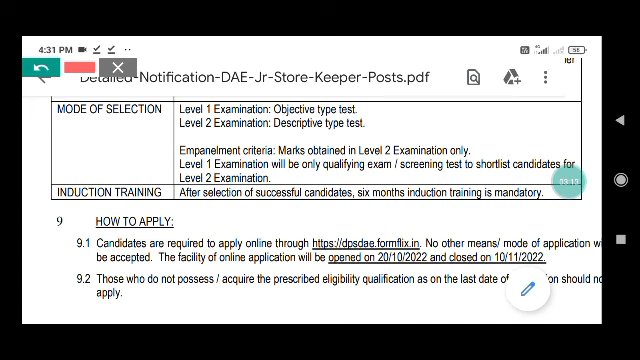 4:31 PM
58
Detailed-Notification-DAE-Jr-Store-Keeper-Posts.pdf
MODE OF SELECTION
Level 1 Examination: Objective type test.
Level 2 Examination: Descriptive type test.
Empanelment criteria: Marks obtained in Level 2 Examination only.
Level 1 Examination will be only qualifying exam / screening test to shortlist candidates for
Level 2 Examination.
03:13
INDUCTION TRAINING
After selection of successful candidates, six months induction training is mandatory.
9 HOW TO APPLY:
9.1 Candidates are required to apply online through https://dpsdae.formflix.in. No other means/ mode of application
be accepted. The facility of online application will be opened on 20/10/2022 and closed on 10/11/2022.
9.2 Those who do not possess / acquire the prescribed eligibility qualification as on the last date of should
apply.